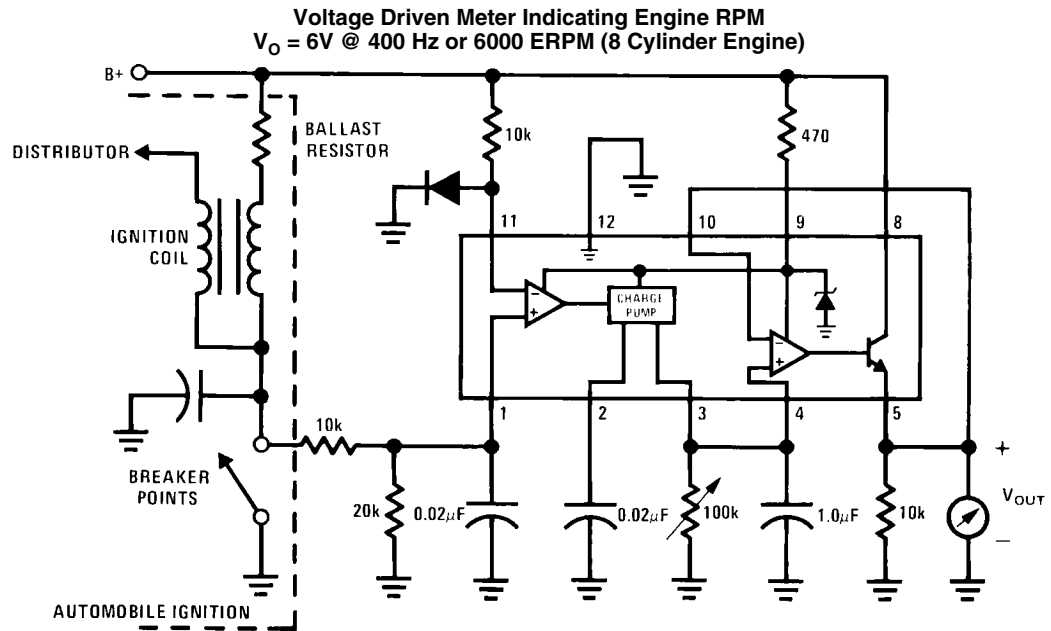 Voltage Driven Meter Indicating Engine RPM
VO = 6V @ 400 Hz or 6000 ERPM (8 Cylinder Engine)
B+
BALLAST
RESISTOR
10k
470
DISTRIBUTOR
11
12
10
9
8
IGNITION
COIL
CHARGE
PUMP
−
+
−
+
1
2
3
4
5
10k
+
BREAKER
POINTS
VOUT
20k
0.02μF
0.02μF
100k
1.0μF
10k
−
AUTOMOBILE IGNITION